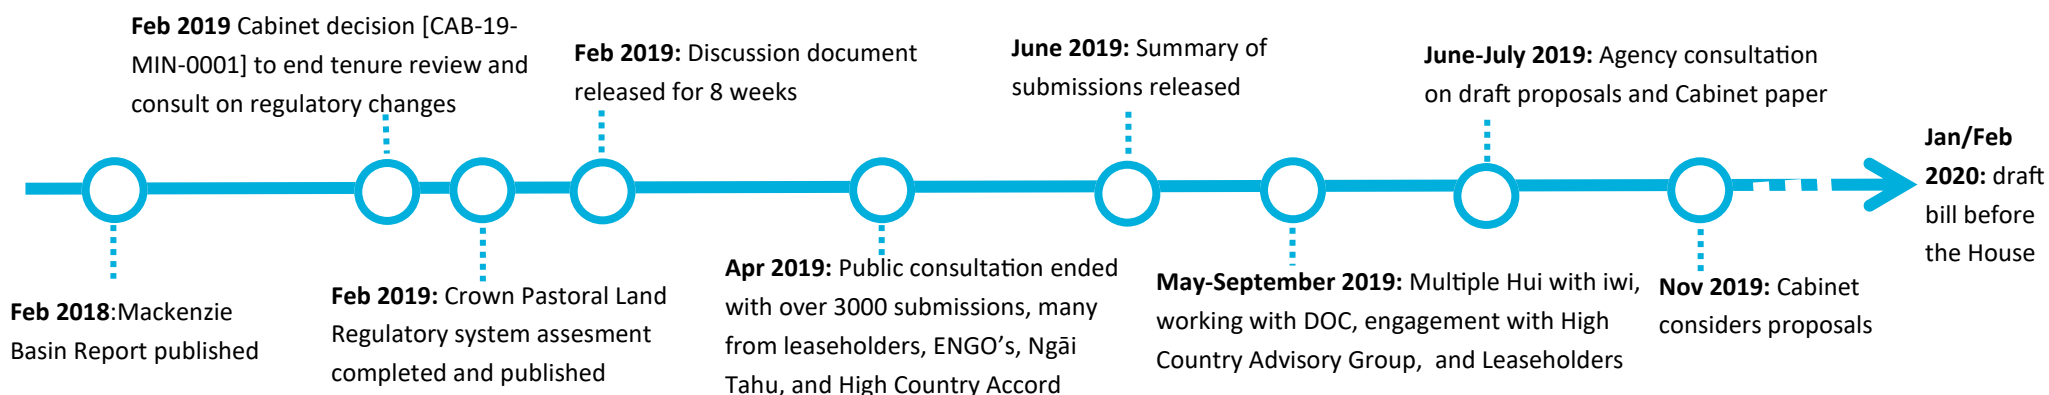 Feb 2019 Cabinet decision [CAB-19-
MIN-0001] to end tenure review and
consult on regulatory changes
Feb 2019: Discussion document
released for 8 weeks
June 2019: Summary of
submissions released
June-July 2019: Agency consultation
on draft proposals and Cabinet paper
Jan/Feb
2020: draft
bill before
the House
Feb 2018:Mackenzie
Basin Report published
Feb 2019: Crown Pastoral Land
Regulatory system assesment
completed and published
Apr 2019: Public consultation ended
with over 3000 submissions, many
from leaseholders, ENGO's, Ngāi
Tahu, and High Country Accord
May-September 2019: Multiple Hui with iwi,
working with DOC, engagement with High
Country Advisory Group, and Leaseholders
Nov 2019: Cabinet
considers proposals